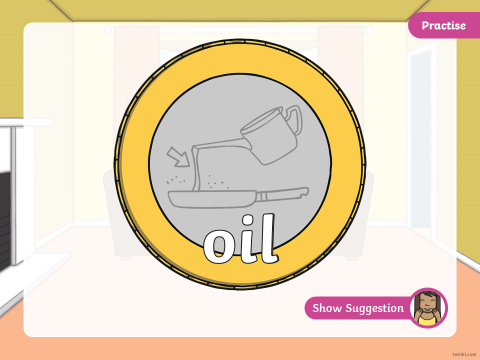 Practise
oil
Show Suggestion
twinkl.com